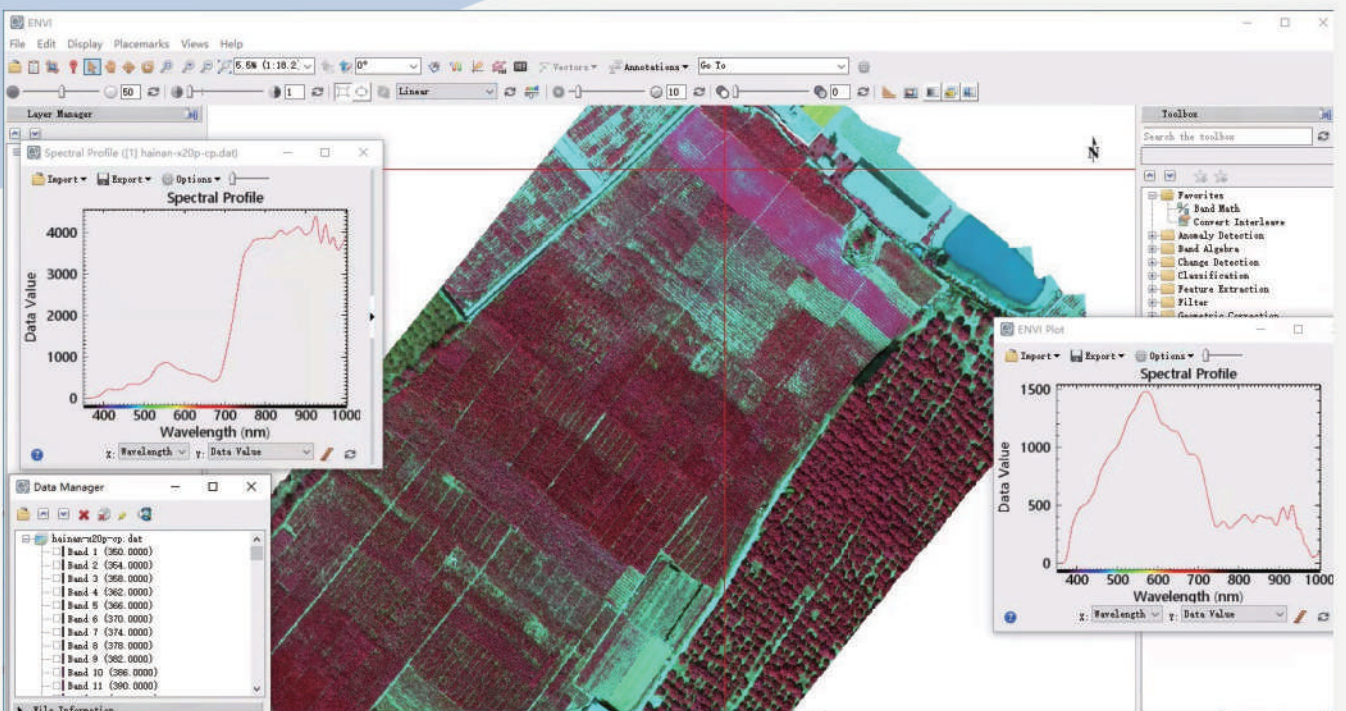 ENVI
File Edit Display Placemarks Views Help
5.5% (1:18.2 0° Vectors Annotations Go To
50 1 Linear 10 0
Layer Manager
Toolbox
Search the toolbox
N
Favorites
Band Math
Convert Interleave
Anomaly Detection
Band Algebra
Change Detection
Classification
Feature Extraction
Filter
Geometric Correction
Spectral Profile ([1] hainan-x20p-cp.dat)
Import Export Options
Spectral Profile
Data Value
4000
3000
2000
1000
0
400 500 600 700 800 900 1000
Wavelength (nm)
X: Wavelength Y: Data Value
ENVI Plot
Import Export Options
Spectral Profile
Data Value
1500
1000
500
0
400 500 600 700 800 900 1000
Wavelength (nm)
X: Wavelength Y: Data Value
Data Manager
hainan-x20p-cp.dat
Band 1 (350.0000)
Band 2 (354.0000)
Band 3 (358.0000)
Band 4 (362.0000)
Band 5 (366.0000)
Band 6 (370.0000)
Band 7 (374.0000)
Band 8 (378.0000)
Band 9 (382.0000)
Band 10 (386.0000)
Band 11 (390.0000)
File Information